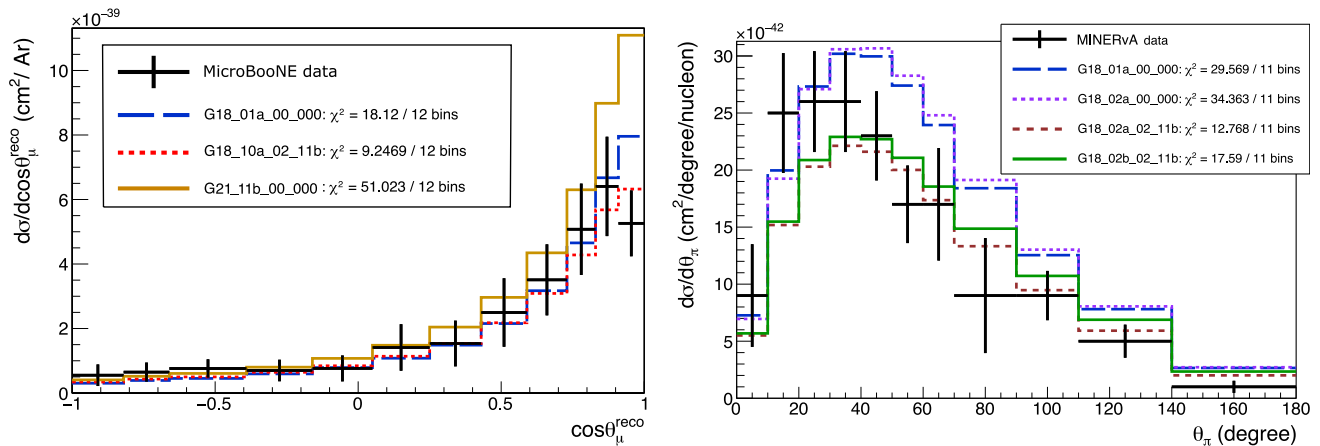 ×10⁻³⁹
dσ/dcosθ_μ^reco (cm²/ Ar)
MicroBooNE data
G18_01a_00_000: χ² = 18.12 / 12 bins
G18_10a_02_11b: χ² = 9.2469 / 12 bins
G21_11b_00_000 : χ² = 51.023 / 12 bins
10
8
6
4
2
0
−1 −0.5 0 0.5 1
cosθ_μ^reco
×10⁻⁴²
dσ/dθ_π (cm²/degree/nucleon)
MINERvA data
G18_01a_00_000: χ² = 29.569 / 11 bins
G18_02a_00_000: χ² = 34.363 / 11 bins
G18_02a_02_11b: χ² = 12.768 / 11 bins
G18_02b_02_11b: χ² = 17.59 / 11 bins
30
25
20
15
10
5
0
0 20 40 60 80 100 120 140 160 180
θ_π (degree)